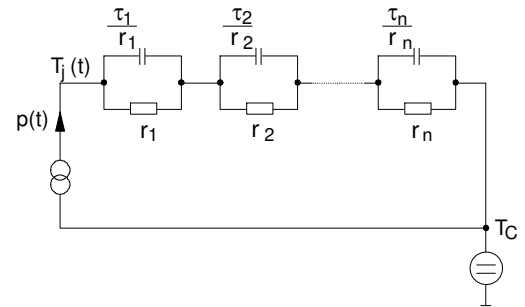 τ1 τ2 τn
r1 r2 rn
Tj (t)
p(t)
r1 r2 rn
TC